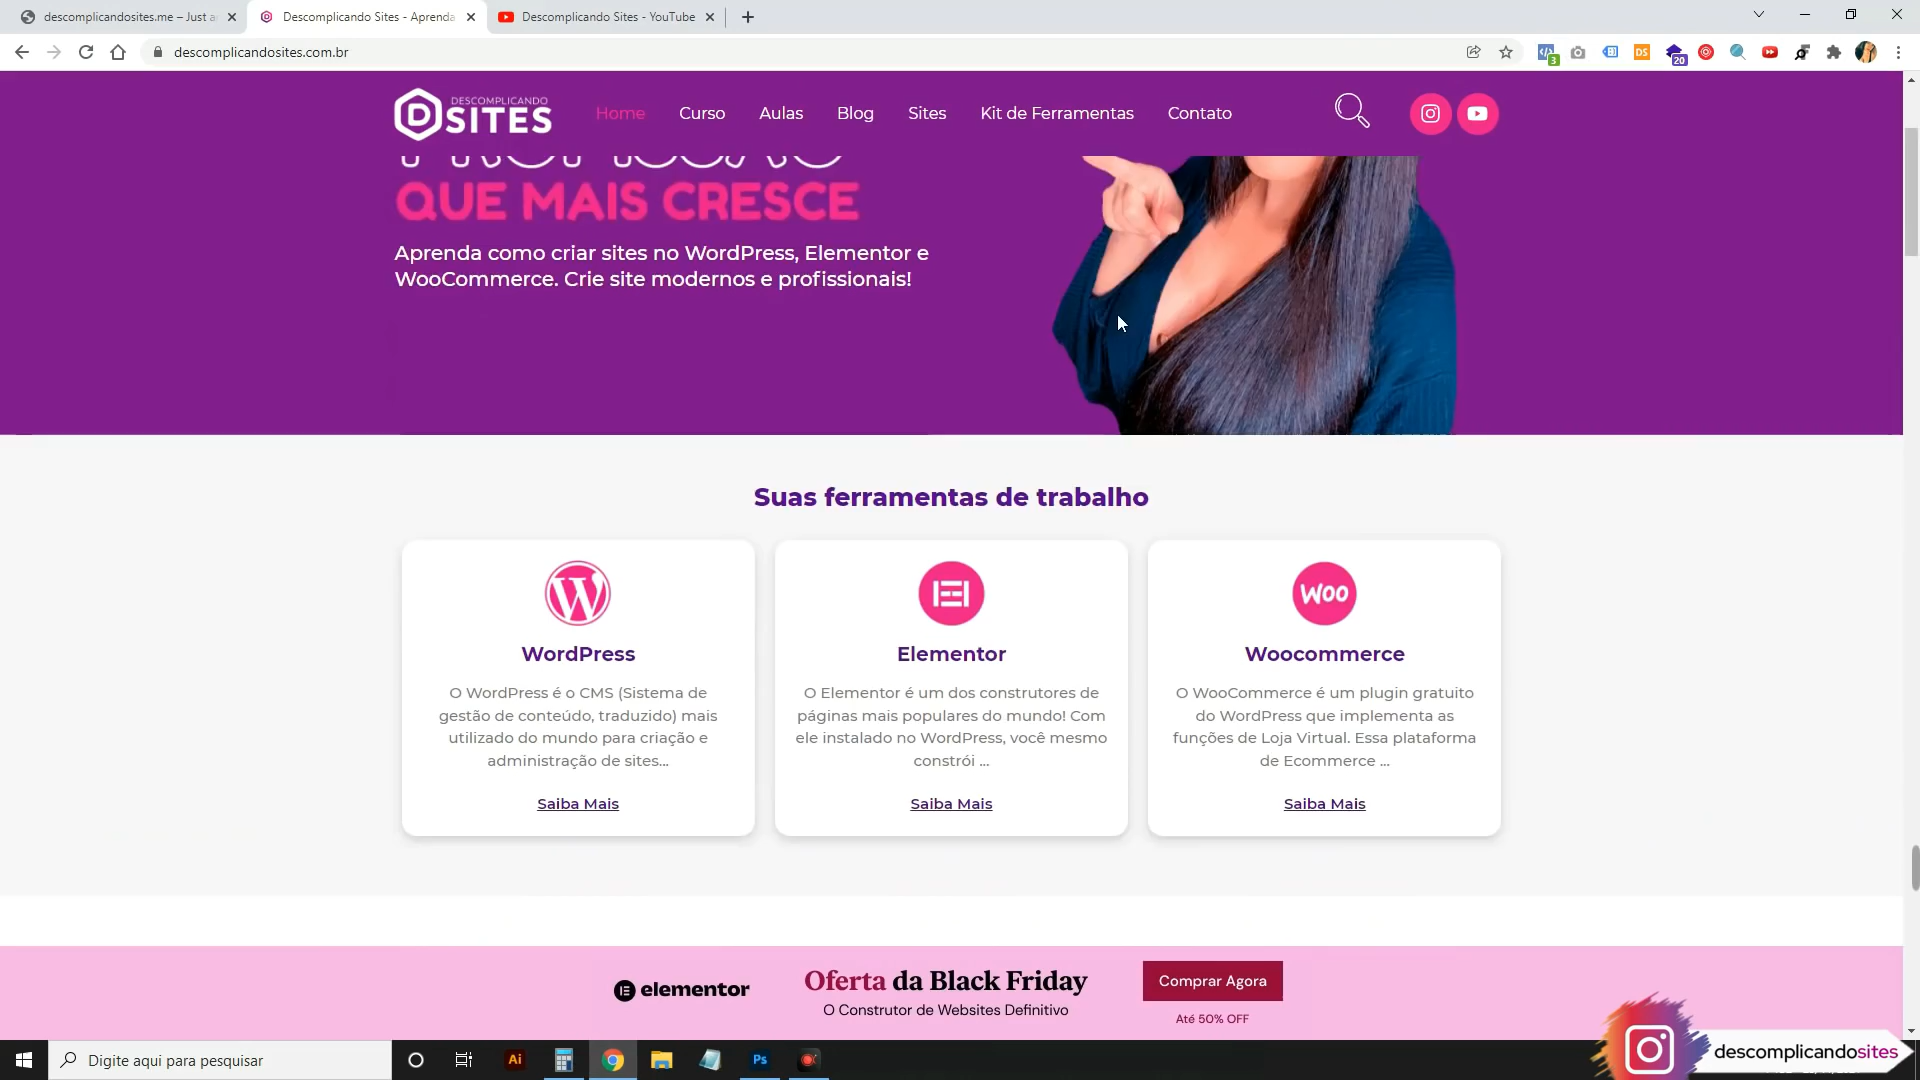 descomplicandosites.me – Just a
Descomplicando Sites - Aprenda
Descomplicando Sites - YouTube
descomplicandosites.com.br
3
DS
20
DESCOMPLICANDO
DSITES
Home
Curso
Aulas
Blog
Sites
Kit de Ferramentas
Contato
QUE MAIS CRESCE
Aprenda como criar sites no WordPress, Elementor e
WooCommerce. Crie site modernos e profissionais!
Suas ferramentas de trabalho
WordPress
O WordPress é o CMS (Sistema de
gestão de conteúdo, traduzido) mais
utilizado do mundo para criação e
administração de sites...
Saiba Mais
Elementor
O Elementor é um dos construtores de
páginas mais populares do mundo! Com
ele instalado no WordPress, você mesmo
constrói ...
Saiba Mais
Woo
Woocommerce
O WooCommerce é um plugin gratuito
do WordPress que implementa as
funções de Loja Virtual. Essa plataforma
de Ecommerce ...
Saiba Mais
elementor
Oferta da Black Friday
O Construtor de Websites Definitivo
Comprar Agora
Até 50% OFF
Digite aqui para pesquisar
Ai
Ps
descomplicandosites